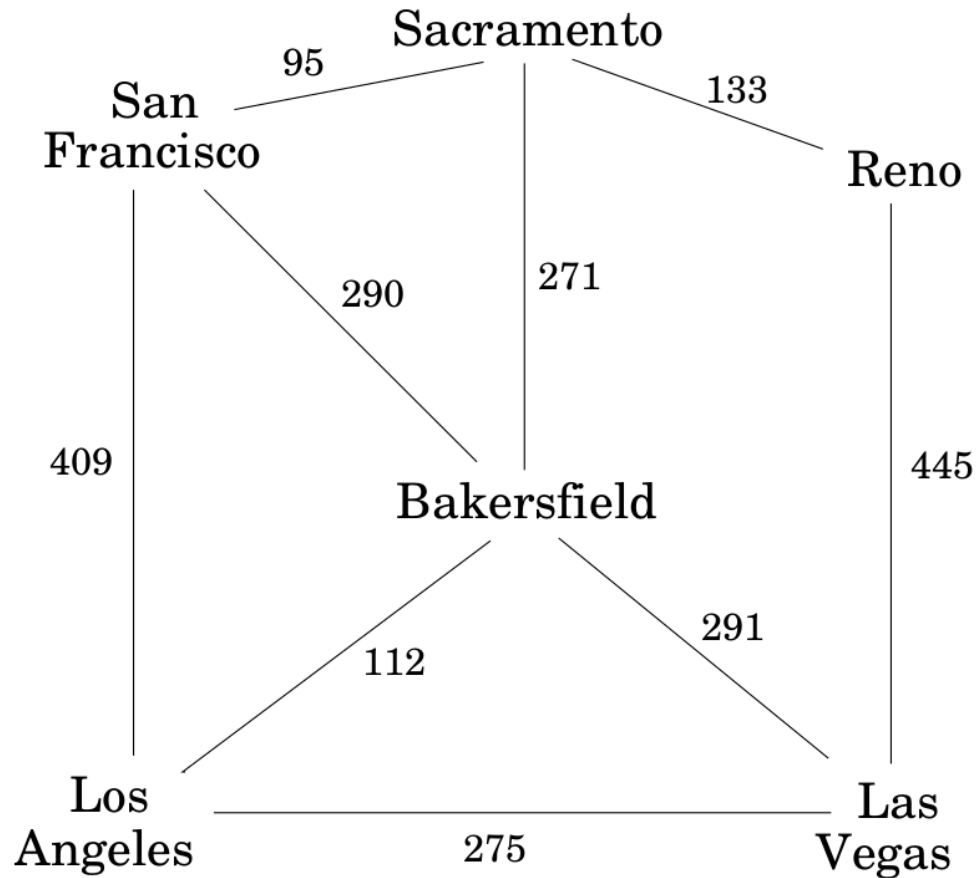 Sacramento
95
San
Francisco
133
Reno
290
271
409
445
Bakersfield
291
112
Los
Angeles
275
Las
Vegas